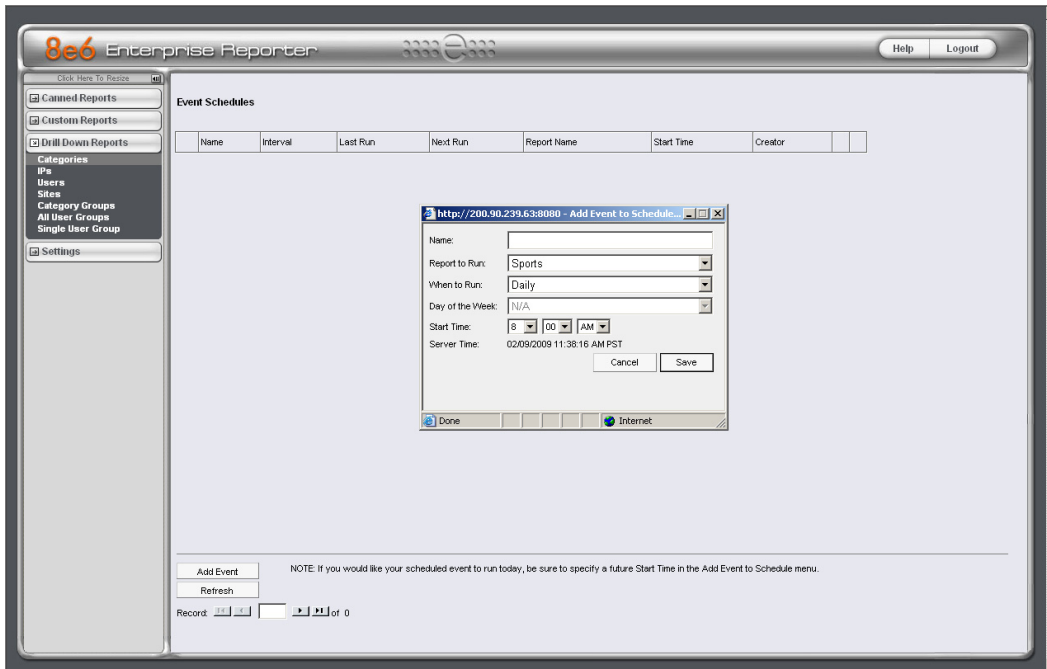 8e6 Enterprise Reporter
Help Logout
Click Here To Resize
Canned Reports
Custom Reports
Drill Down Reports
Categories
IPs
Users
Sites
Category Groups
All User Groups
Single User Group
Settings
Event Schedules
Name Interval Last Run Next Run Report Name Start Time Creator
http://200.90.239.63:8080 - Add Event to Schedule...
Name:
Report to Run: Sports
When to Run: Daily
Day of the Week: N/A
Start Time: 8 00 AM
Server Time: 02/09/2009 11:38:16 AM PST
Cancel Save
Done Internet
Add Event NOTE: If you would like your scheduled event to run today, be sure to specify a future Start Time in the Add Event to Schedule menu.
Refresh
Record: of 0